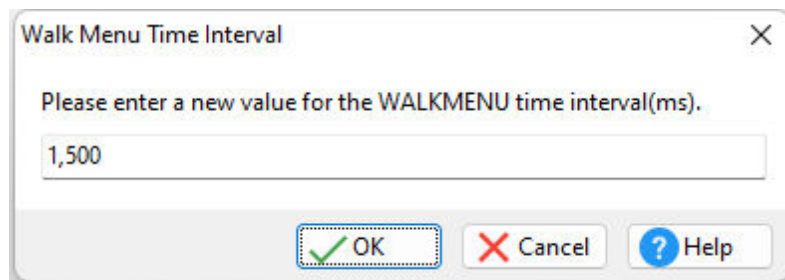 Walk Menu Time Interval
Please enter a new value for the WALKMENU time interval(ms).
1,500
OK Cancel Help